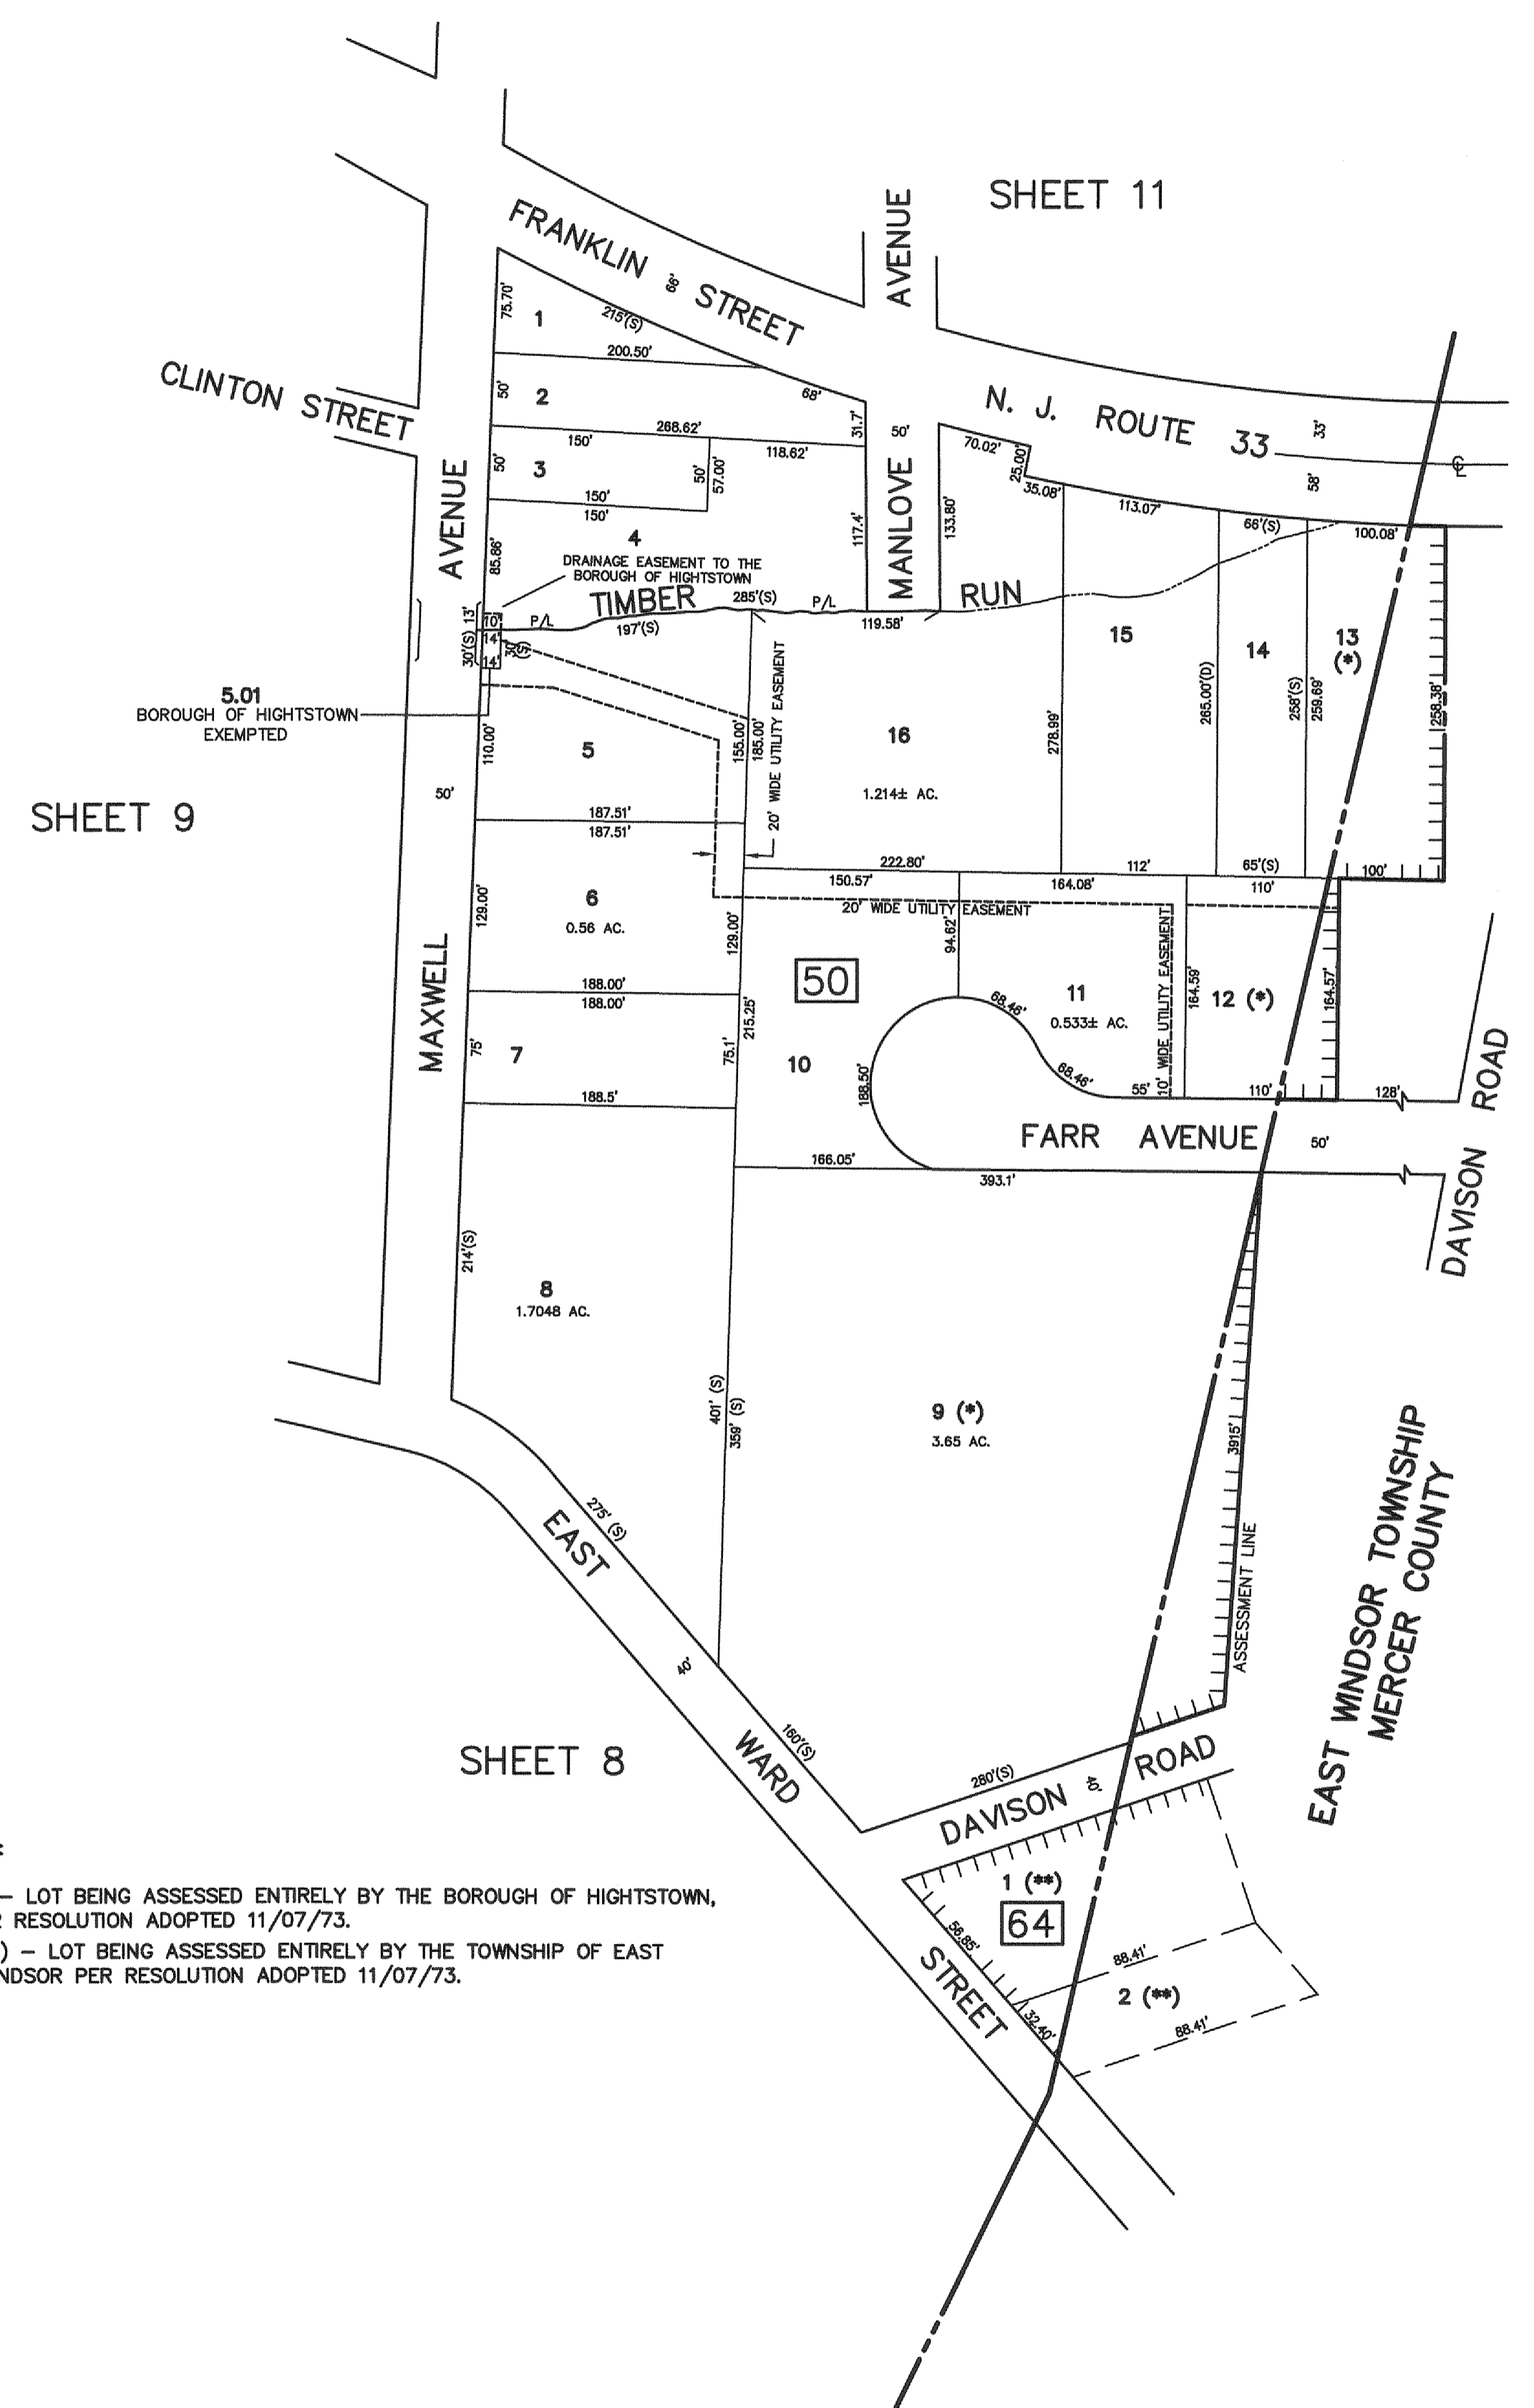 SHEET 11
AVENUE
FRANKLIN 66' STREET
75.70'
1
215'(S)
200.50'
CLINTON STREET
50'
2
68'
31.7'
50'
N. J. ROUTE 33
33'
58'
268.62'
150'
118.62'
50'
3
50'
57.00'
150'
150'
70.02'
25.00'
35.08'
113.07'
66'(S)
100.08'
AVENUE
85.86'
4
117.4'
MANLOVE
133.80'
DRAINAGE EASEMENT TO THE
BOROUGH OF HIGHTSTOWN
TIMBER
285'(S)
P/L
RUN
119.58'
13'
10'
P/L
197'(S)
30'(S)
14'
14'
30'(S)
15
14
13
(*)
5.01
BOROUGH OF HIGHTSTOWN
EXEMPTED
110.00'
5
155.00'
185.00'
20' WIDE UTILITY EASEMENT
16
1.214± AC.
278.99'
265.00'(D)
258'(S)
259.69'
258.38'
SHEET 9
50'
187.51'
187.51'
222.80'
112'
65'(S)
100'
150.57'
164.08'
110'
129.00'
6
0.56 AC.
129.00'
20' WIDE UTILITY EASEMENT
94.62'
10' WIDE UTILITY EASEMENT
164.59'
12 (*)
164.57'
50
188.00'
188.00'
215.25'
68.46'
11
0.533± AC.
MAXWELL
75'
7
75.1'
10
188.50'
68.46'
55'
110'
128'
188.5'
FARR AVENUE
50'
DAVISON ROAD
166.05'
393.1'
214'(S)
8
1.7048 AC.
401' (S)
359' (S)
9 (*)
3.65 AC.
3915'
ASSESSMENT LINE
EAST WINDSOR TOWNSHIP
MERCER COUNTY
275' (S)
EAST
40'
160'(S)
WARD
SHEET 8
280'(S)
DAVISON 40' ROAD
1 (**)
64
56.85'
88.41'
STREET
2 (**)
32.40'
88.41'
:
– LOT BEING ASSESSED ENTIRELY BY THE BOROUGH OF HIGHTSTOWN,
RESOLUTION ADOPTED 11/07/73.
) – LOT BEING ASSESSED ENTIRELY BY THE TOWNSHIP OF EAST
NDSOR PER RESOLUTION ADOPTED 11/07/73.